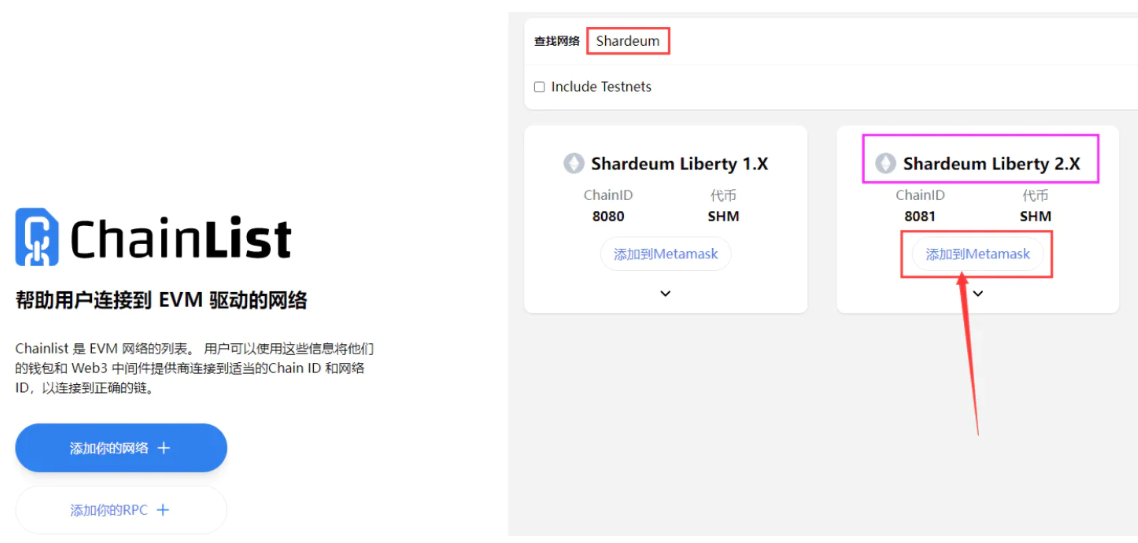 ChainList
帮助用户连接到 EVM 驱动的网络
Chainlist 是 EVM 网络的列表。 用户可以使用这些信息将他们
的钱包和 Web3 中间件提供商连接到适当的Chain ID 和网络
ID，以连接到正确的链。
添加你的网络 +
添加你的RPC +
查找网络 Shardeum
Include Testnets
Shardeum Liberty 1.X
ChainID 代币
8080 SHM
添加到Metamask
Shardeum Liberty 2.X
ChainID 代币
8081 SHM
添加到Metamask